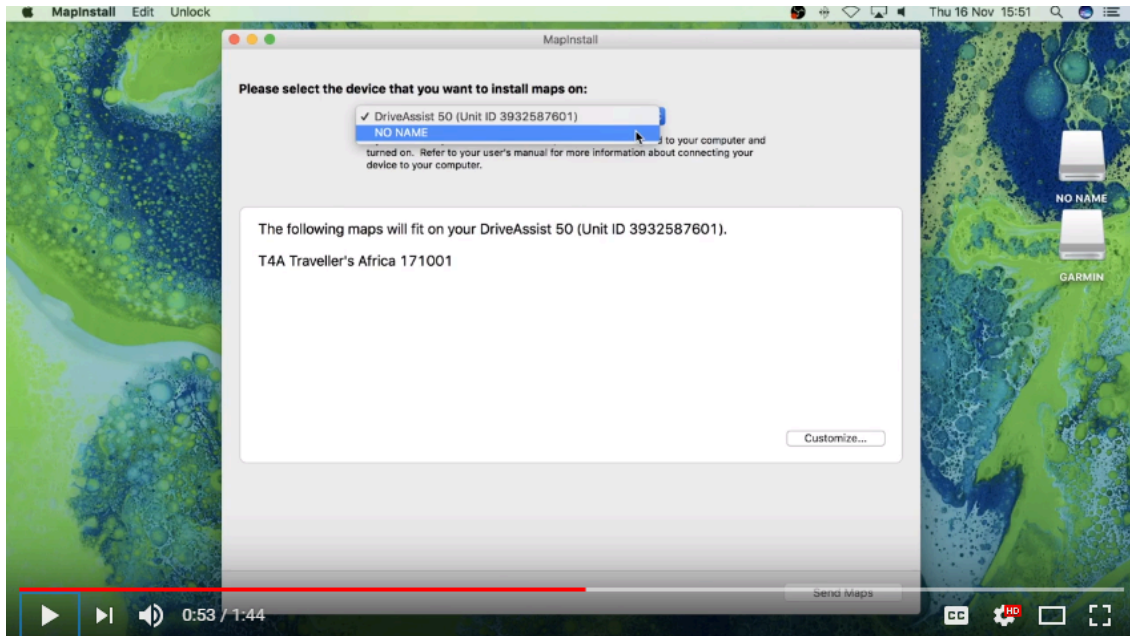 MapInstall Edit Unlock Thu 16 Nov 15:51
MapInstall
Please select the device that you want to install maps on:
✓ DriveAssist 50 (Unit ID 3932587601)
NO NAME
to your computer and
turned on. Refer to your user's manual for more information about connecting your
device to your computer.
NO NAME
The following maps will fit on your DriveAssist 50 (Unit ID 3932587601).
T4A Traveller's Africa 171001
GARMIN
Customize...
Send Maps
0:53 / 1:44
CC
HD